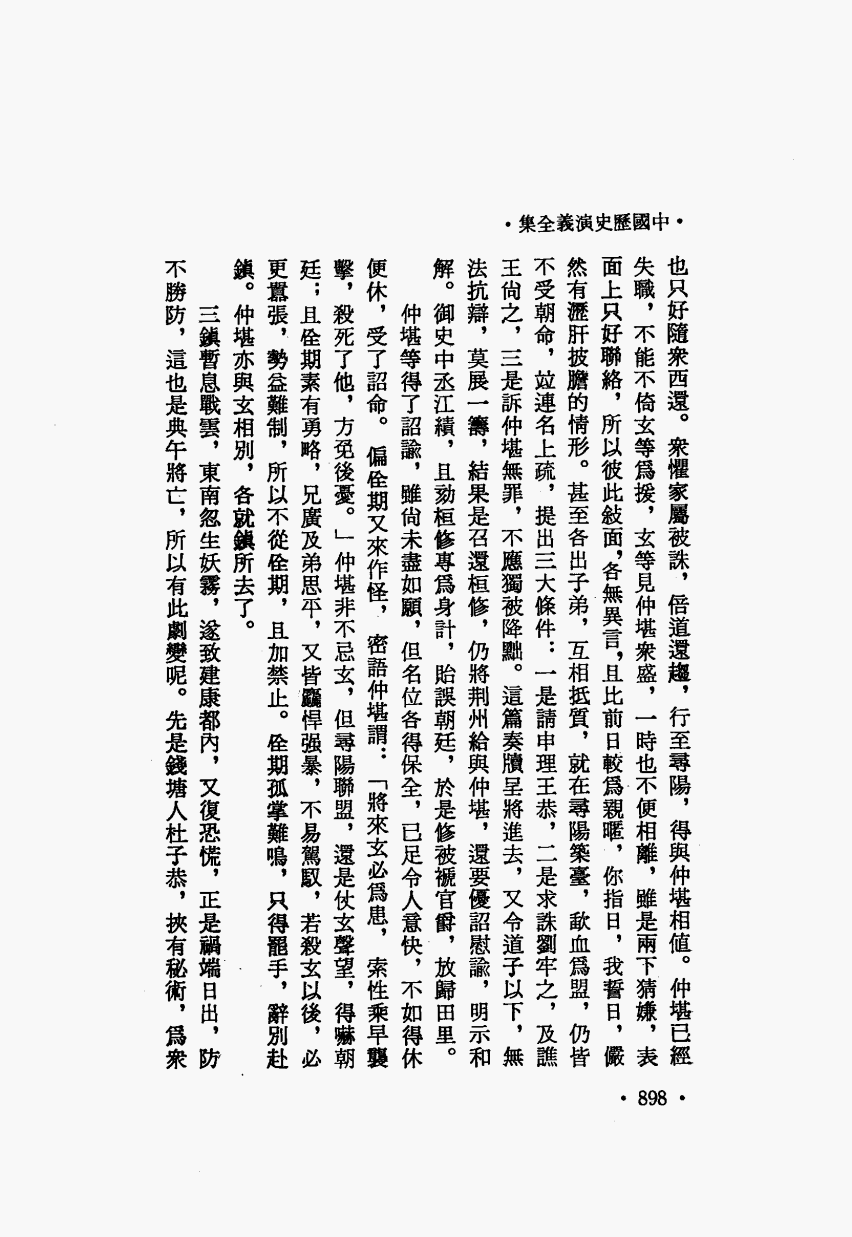 ·中國歷史演義全集·
也只好隨衆西還。衆懼家屬被誅，倍道還趨，行至尋陽，得與仲堪相值。仲堪已經
失職，不能不倚玄等爲援，玄等見仲堪衆盛，一時也不便相離，雖是兩下猜嫌，表
面上只好聯絡，所以彼此敍面，各無異言，且比前日較爲親暱，你指日，我誓日，儼
然有瀝肝披膽的情形。甚至各出子弟，互相抵質，就在尋陽築臺，歃血爲盟，仍皆
不受朝命，竝連名上疏，提出三大條件：一是請申理王恭，二是求誅劉牢之，及譙
王尙之，三是訴仲堪無罪，不應獨被降黜。這篇奏牘呈將進去，又令道子以下，無
法抗辯，莫展一籌，結果是召還桓修，仍將荆州給與仲堪，還要優詔慰諭，明示和
解。御史中丞江績，且劾桓修專爲身計，貽誤朝廷，於是修被褫官爵，放歸田里。
仲堪等得了詔諭，雖尙未盡如願，但名位各得保全，已足令人意快，不如得休
便休，受了詔命。偏佺期又來作怪，密語仲堪謂：「將來玄必爲患，索性乘早襲
擊，殺死了他，方免後憂。」仲堪非不忌玄，但尋陽聯盟，還是仗玄聲望，得嚇朝
廷；且佺期素有勇略，兄廣及弟思平，又皆驫悍强暴，不易駕馭，若殺玄以後，必
更囂張，勢益難制，所以不從佺期，且加禁止。佺期孤掌難鳴，只得罷手，辭別赴
鎮。仲堪亦與玄相別，各就鎮所去了。
三鎮暫息戰雲，東南忽生妖霧，遂致建康都內，又復恐慌，正是禍端日出，防
不勝防，這也是典午將亡，所以有此劇變呢。先是錢塘人杜子恭，挾有秘術，爲衆
·898·